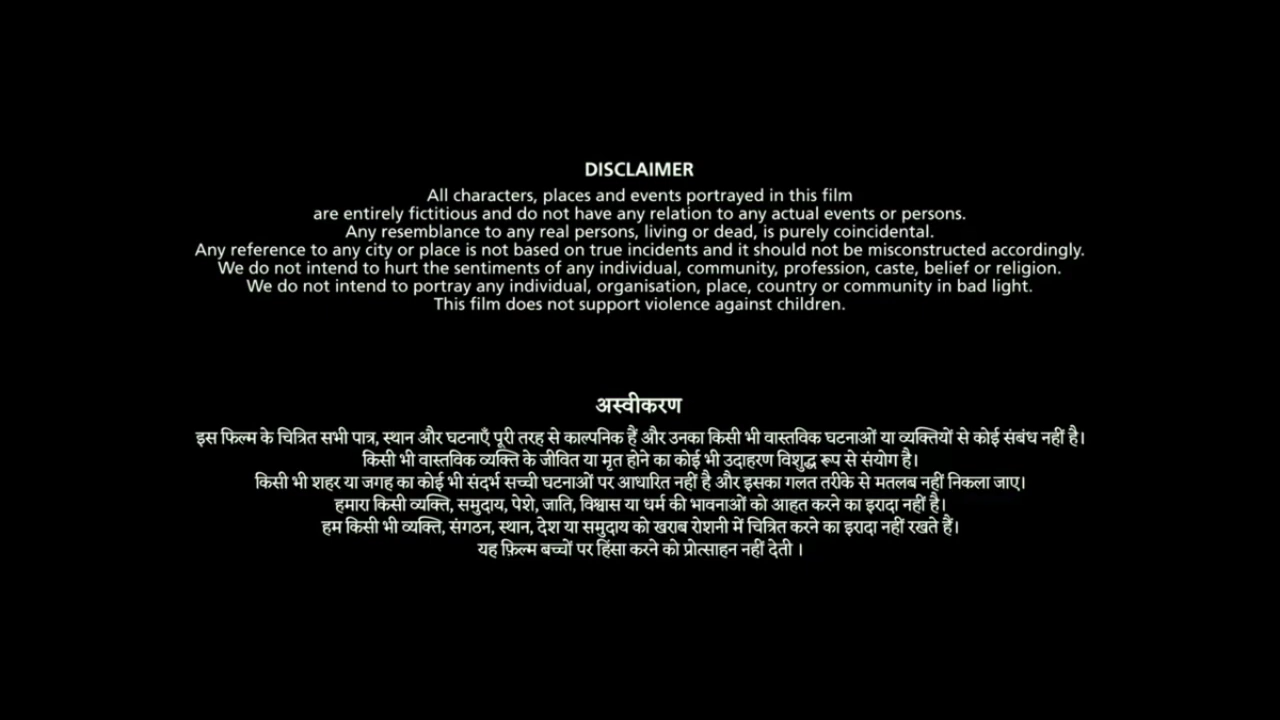 DISCLAIMER
All characters, places and events portrayed in this film
are entirely fictitious and do not have any relation to any actual events or persons.
Any resemblance to any real persons, living or dead, is purely coincidental.
Any reference to any city or place is not based on true incidents and it should not be misconstructed accordingly.
We do not intend to hurt the sentiments of any individual, community, profession, caste, belief or religion.
We do not intend to portray any individual, organisation, place, country or community in bad light.
This film does not support violence against children.
अस्वीकरण
इस फिल्म के चित्रित सभी पात्र, स्थान और घटनाएँ पूरी तरह से काल्पनिक हैं और उनका किसी भी वास्तविक घटनाओं या व्यक्तियों से कोई संबंध नहीं है।
किसी भी वास्तविक व्यक्ति के जीवित या मृत होने का कोई भी उदाहरण विशुद्ध रूप से संयोग है।
किसी भी शहर या जगह का कोई भी संदर्भ सच्ची घटनाओं पर आधारित नहीं है और इसका गलत तरीके से मतलब नहीं निकला जाए।
हमारा किसी व्यक्ति, समुदाय, पेशे, जाति, विश्वास या धर्म की भावनाओं को आहत करने का इरादा नहीं है।
हम किसी भी व्यक्ति, संगठन, स्थान, देश या समुदाय को खराब रोशनी में चित्रित करने का इरादा नहीं रखते हैं।
यह फ़िल्म बच्चों पर हिंसा करने को प्रोत्साहन नहीं देती ।